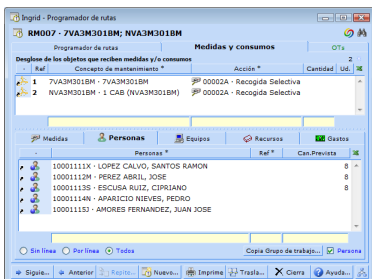 Ingrid - Programador de rutas
RM007 · 7VA3M301BM; NVA3M301BM
Programador de rutas Medidas y consumos OTs
Desglose de los objetos que reciben medidas y/o consumos 2
- Ref Concepto de mantenimiento * Acción * Cantidad Ud.
1 7VA3M301BM · 7VA3M301BM 00002A · Recogida Selectiva
2 NVA3M301BM · 1 CAB (NVA3M301BM) 00002A · Recogida Selectiva
Medidas Personas Equipos Recursos Gastos
- Personas * Ref * Can.Prevista
10001111X · LOPEZ CALVO, SANTOS RAMON 8
10001112M · PEREZ ABRIL, JOSE 8
10001113S · ESCUSA RUIZ, CIPRIANO 8
10001114N · APARICIO NIEVES, PEDRO
10001115J · AMORES FERNANDEZ, JUAN JOSE
Sin línea Por línea Todos Copia Grupo de trabajo... Persona
Siguie... Anterior Repite... Nuevo... Imprime Trasla... Cierra Ayuda...